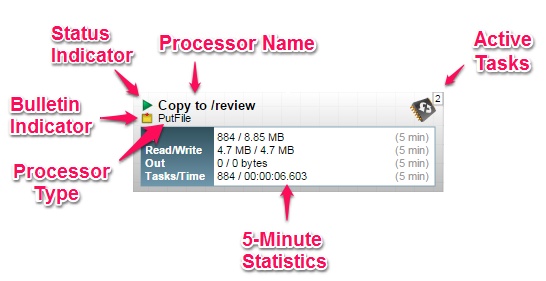 Status
Indicator
Processor Name
Active
Tasks
2
Copy to /review
Bulletin
Indicator
PutFile
884 / 8.85 MB (5 min)
Read/Write 4.7 MB / 4.7 MB (5 min)
Out 0 / 0 bytes (5 min)
Tasks/Time 884 / 00:00:06.603 (5 min)
Processor
Type
5-Minute
Statistics